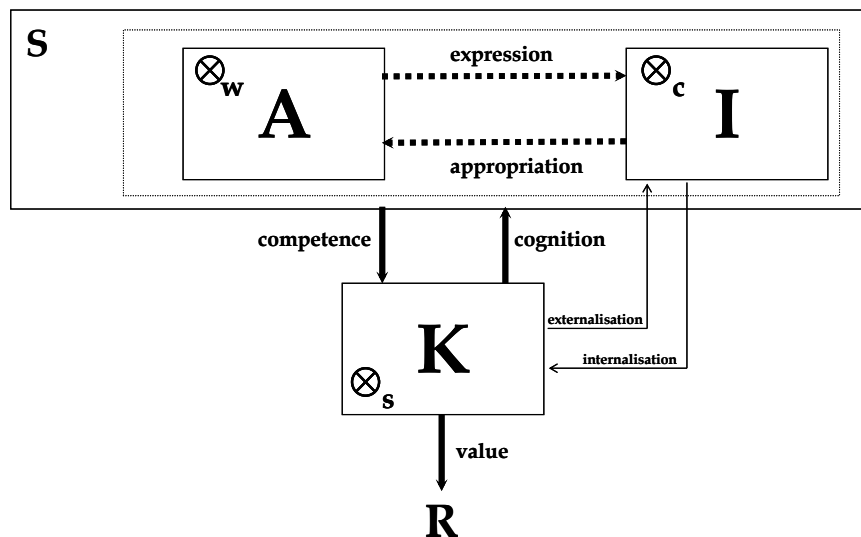 S
expression
w
A
c
I
appropriation
competence
cognition
K
externalisation
internalisation
s
value
R